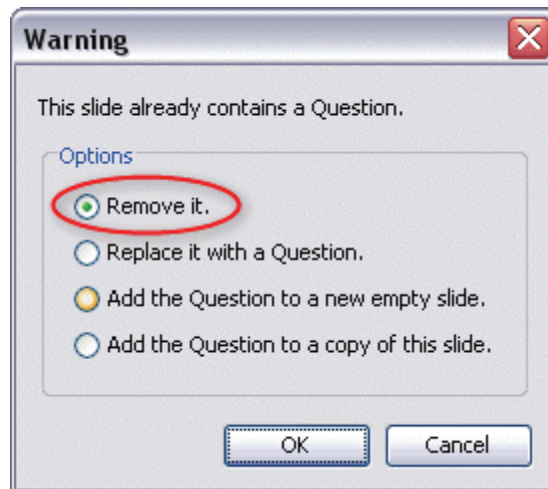 Warning
This slide already contains a Question.
Options
Remove it.
Replace it with a Question.
Add the Question to a new empty slide.
Add the Question to a copy of this slide.
OK
Cancel